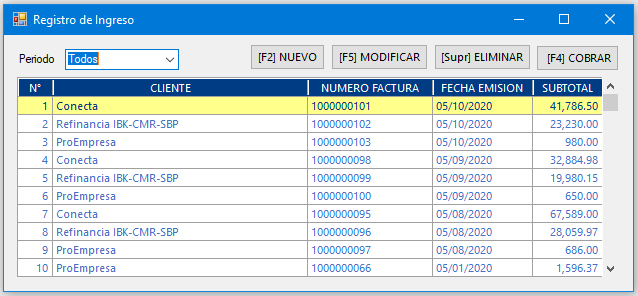 Registro de Ingreso
Periodo Todos [F2] NUEVO [F5] MODIFICAR [Supr] ELIMINAR [F4] COBRAR
N° CLIENTE NUMERO FACTURA FECHA EMISION SUBTOTAL
1 Conecta 1000000101 05/10/2020 41,786.50
2 Refinancia IBK-CMR-SBP 1000000102 05/10/2020 23,230.00
3 ProEmpresa 1000000103 05/10/2020 980.00
4 Conecta 1000000098 05/09/2020 32,884.98
5 Refinancia IBK-CMR-SBP 1000000099 05/09/2020 19,980.15
6 ProEmpresa 1000000100 05/09/2020 650.00
7 Conecta 1000000095 05/08/2020 67,589.00
8 Refinancia IBK-CMR-SBP 1000000096 05/08/2020 28,059.97
9 ProEmpresa 1000000097 05/08/2020 686.00
10 ProEmpresa 1000000066 05/01/2020 1,596.37